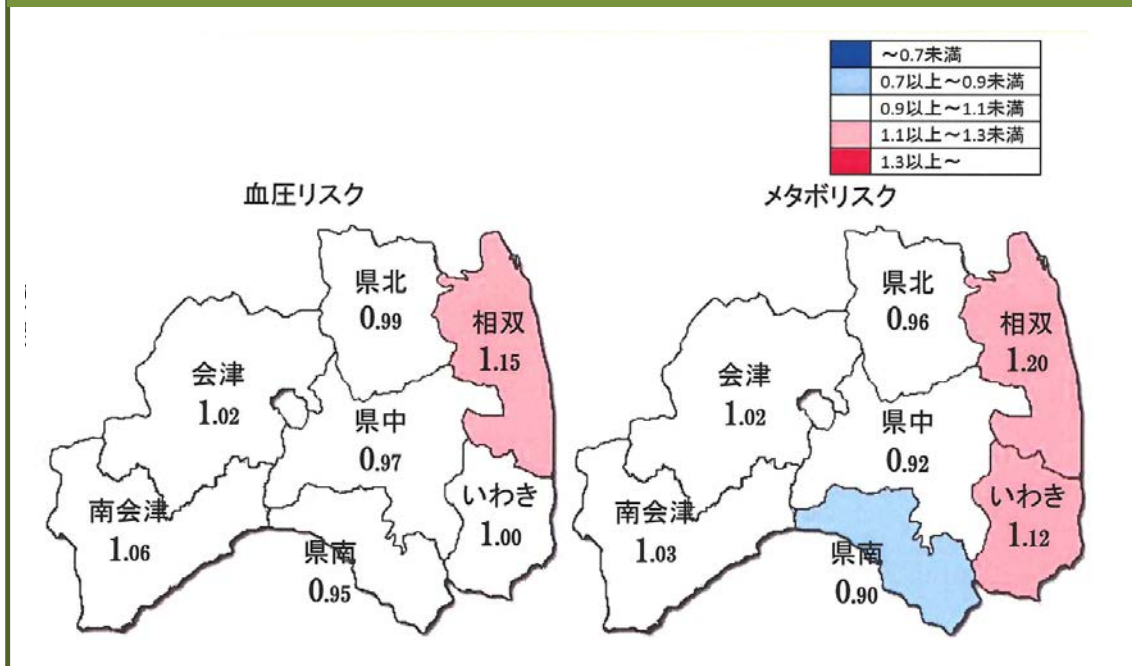 ～0.7未満
0.7以上～0.9未満
0.9以上～1.1未満
1.1以上～1.3未満
1.3以上～
血圧リスク
県北
0.99
相双
1.15
会津
1.02
県中
0.97
南会津
1.06
いわき
1.00
県南
0.95
メタボリスク
県北
0.96
相双
1.20
会津
1.02
県中
0.92
南会津
1.03
いわき
1.12
県南
0.90